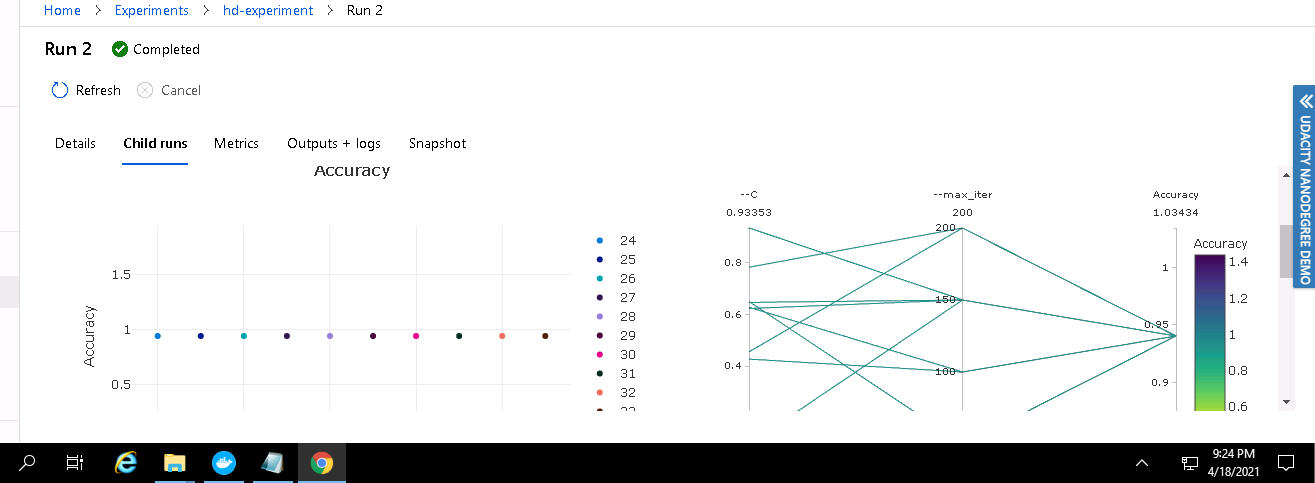 Home > Experiments > hd-experiment > Run 2
Run 2 Completed
Refresh Cancel
Details Child runs Metrics Outputs + logs Snapshot
Accuracy
Accuracy
1.5
1
0.5
24
25
26
27
28
29
30
31
32
33
--C --max_iter Accuracy
0.93353 200 1.03434
0.8
0.6
0.4
200
150
100
1
0.95
0.9
Accuracy
1.4
1.2
1
0.8
0.6
UDACITY NANODEGREE DEMO
9:24 PM
4/18/2021